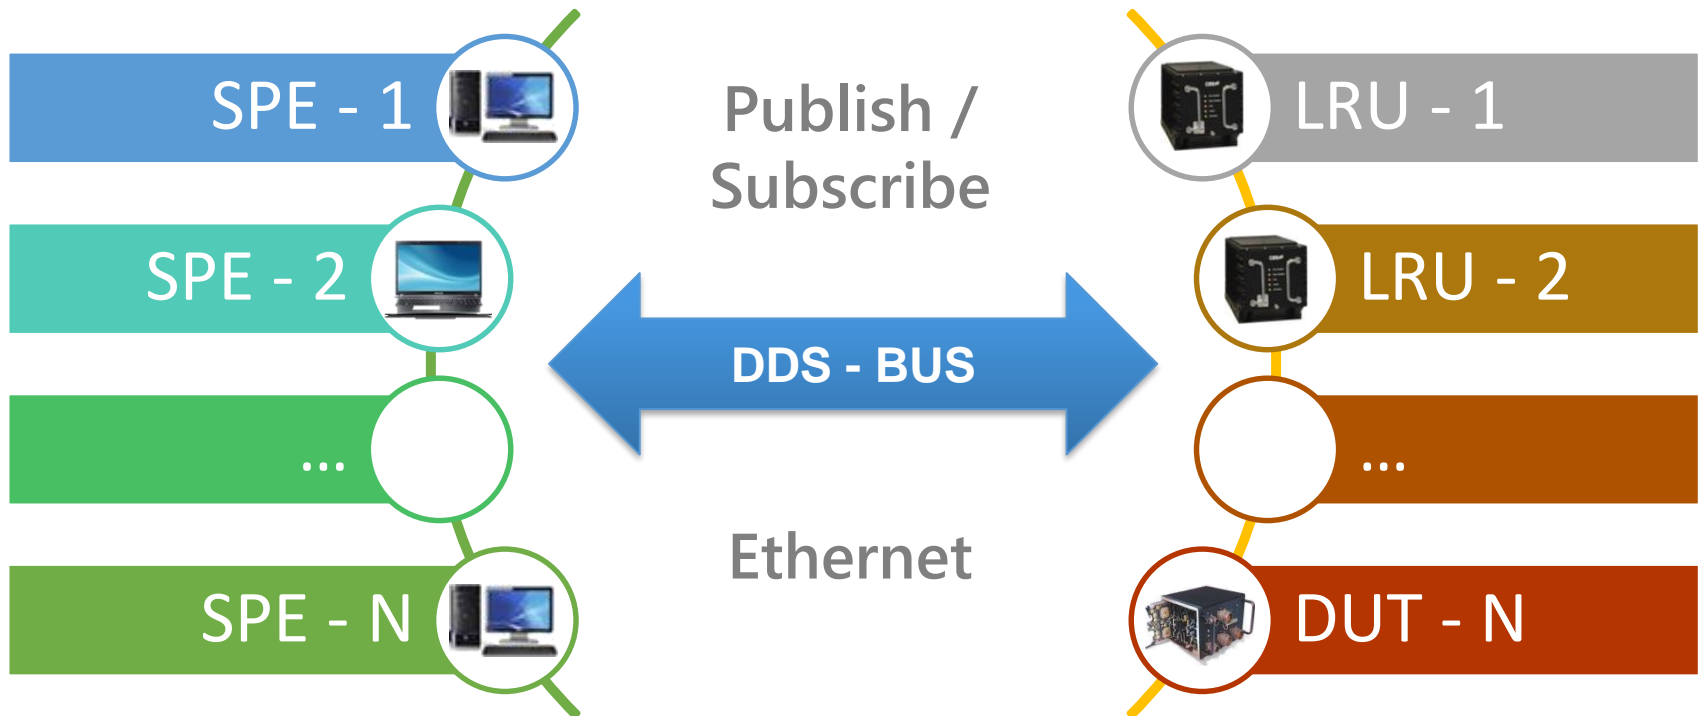 SPE - 1
SPE - 2
...
SPE - N
Publish /
Subscribe
DDS - BUS
Ethernet
LRU - 1
LRU - 2
...
DUT - N